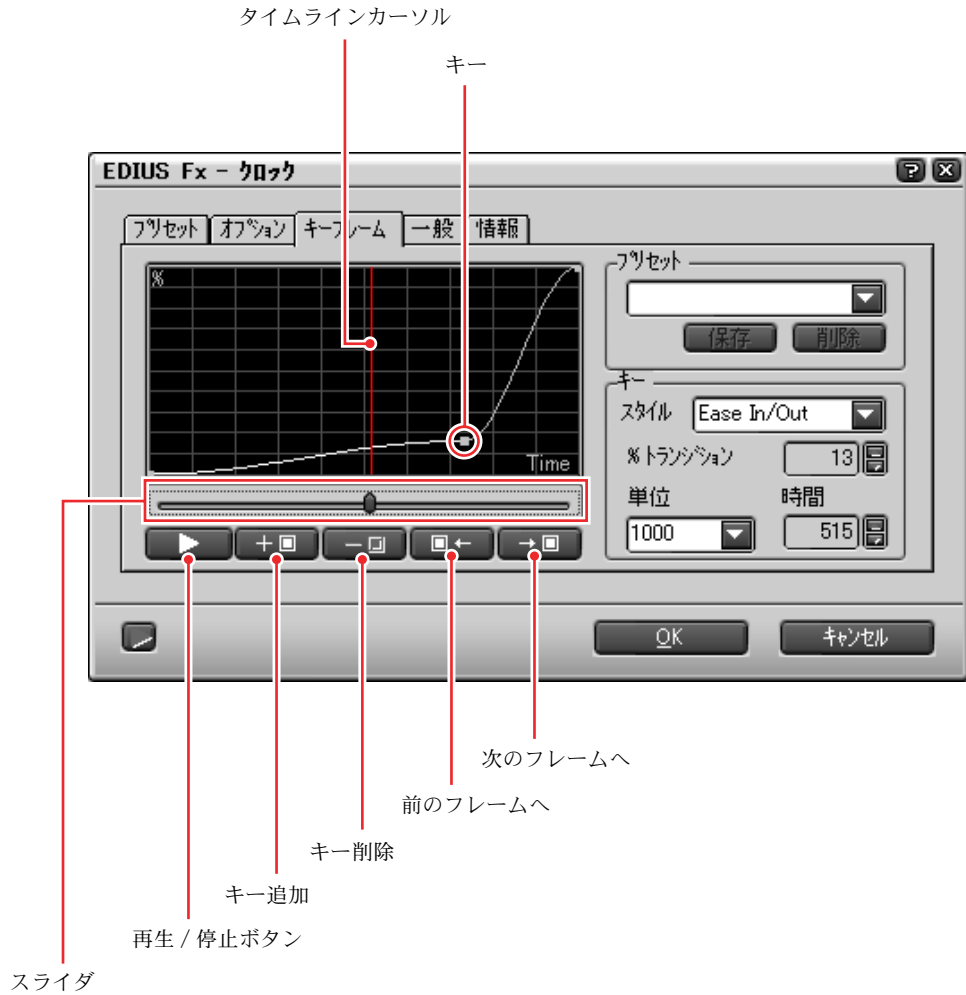 タイムラインカーソル
キー
EDIUS Fx - ｸﾛｯｸ
ﾌﾟﾘｾｯﾄ ｵﾌﾟｼｮﾝ ｷｰﾌﾚｰﾑ 一般 情報
%
Time
ﾌﾟﾘｾｯﾄ
保存 削除
ｷｰ
ｽﾀｲﾙ Ease In/Out
% ﾄﾗﾝｼﾞｼｮﾝ 13
単位 時間
1000 515
OK ｷｬﾝｾﾙ
次のフレームへ
前のフレームへ
キー削除
キー追加
再生 / 停止ボタン
スライダ